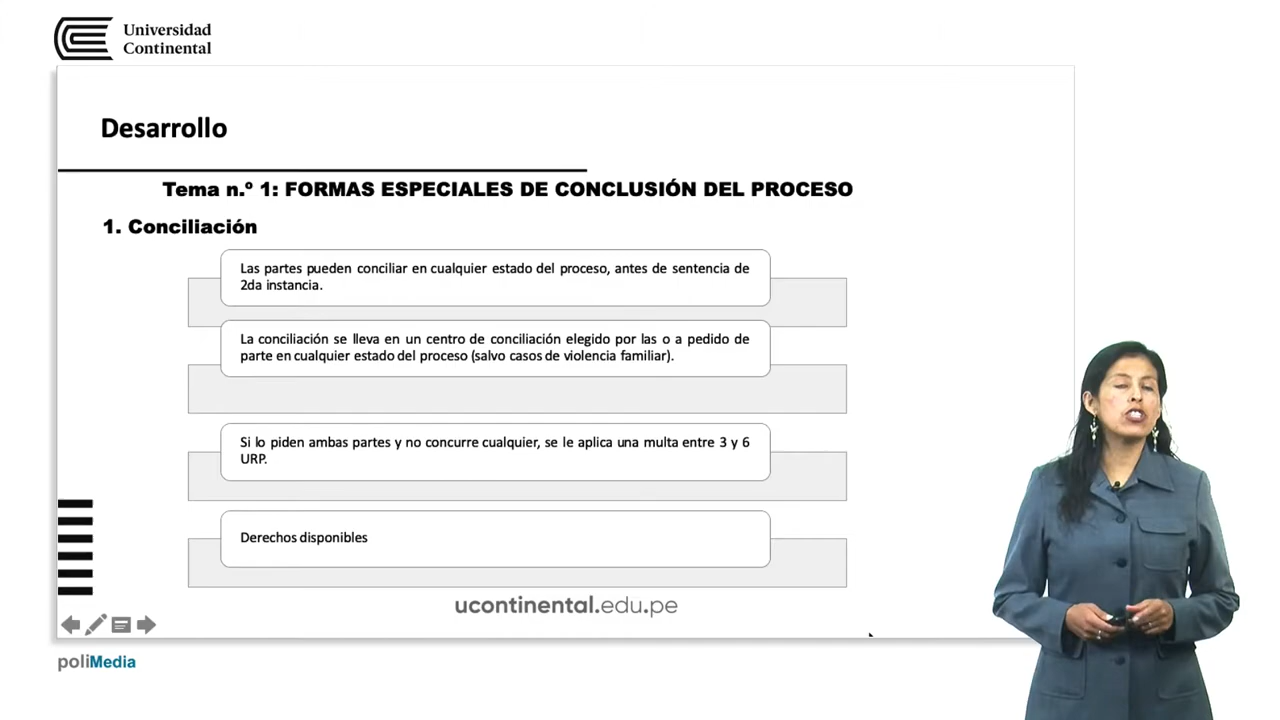 Universidad
Continental
Desarrollo
Tema n.º 1: FORMAS ESPECIALES DE CONCLUSIÓN DEL PROCESO
1. Conciliación
Las partes pueden conciliar en cualquier estado del proceso, antes de sentencia de
2da instancia.
La conciliación se lleva en un centro de conciliación elegido por las o a pedido de
parte en cualquier estado del proceso (salvo casos de violencia familiar).
Si lo piden ambas partes y no concurre cualquier, se le aplica una multa entre 3 y 6
URP.
Derechos disponibles
ucontinental.edu.pe
poliMedia